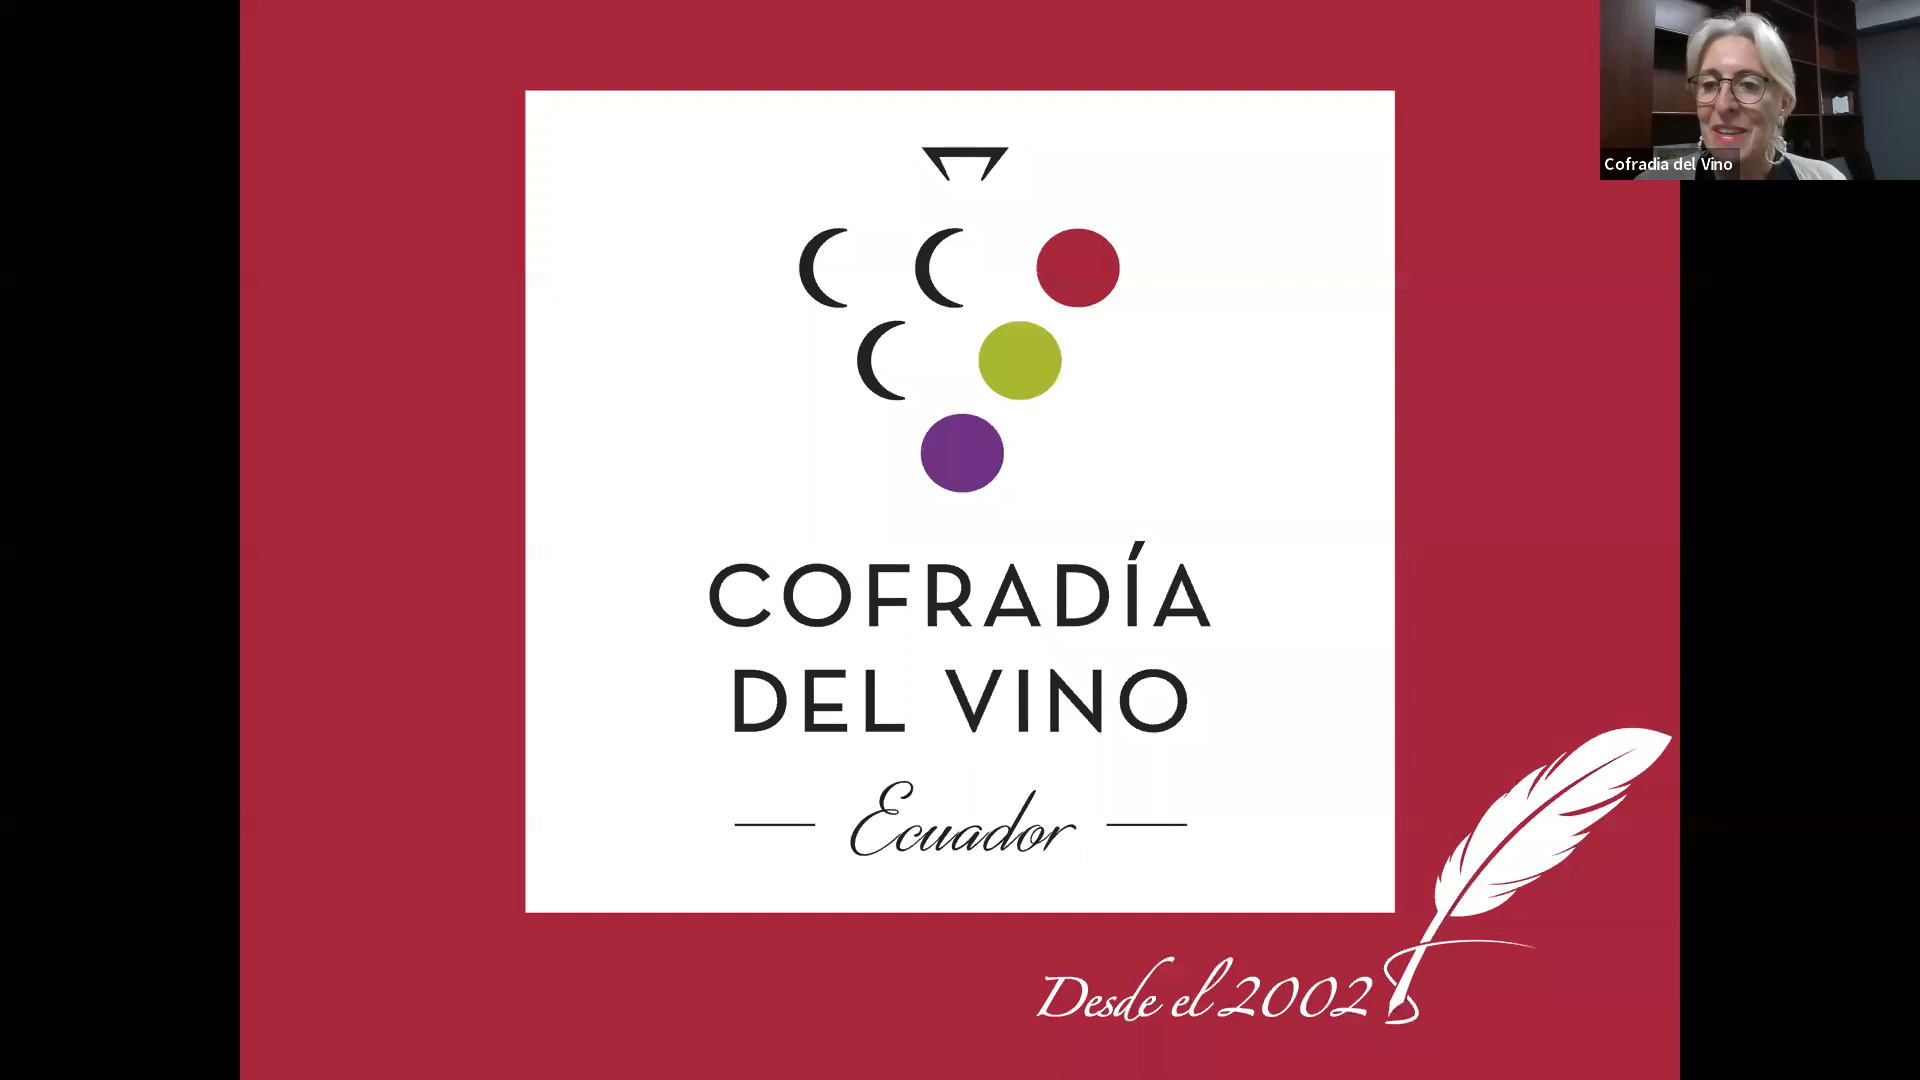 Cofradia del Vino
COFRADÍA
DEL VINO
Ecuador
Desde el 2002